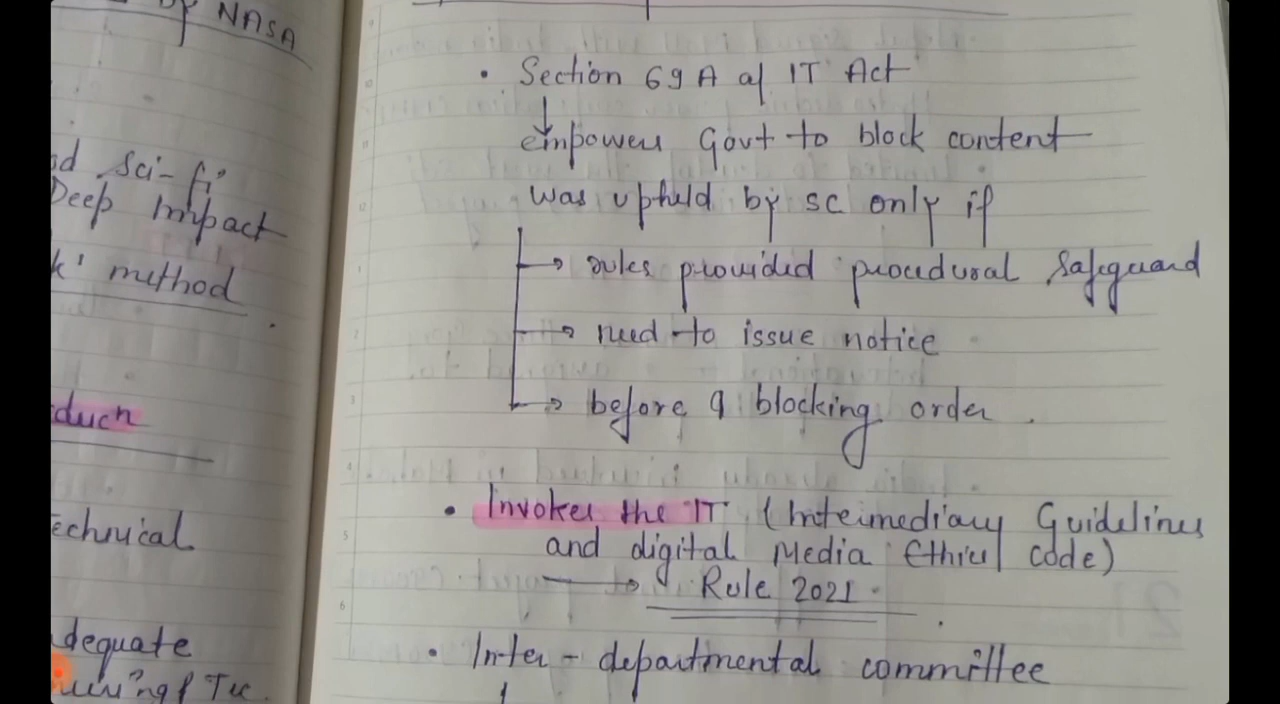 by NASA
Sci-fi
Deep Impact
method
echnical
dequate
• Section 69A of IT Act
↓
empowers Govt to block content
was upheld by SC only if
→ rules provided procedural safeguard
→ need to issue notice
→ before a blocking order.
• Invokes the IT (Intermediary Guidelines
and digital Media Ethics code)
→ Rule 2021.
• Inter-departmental committee